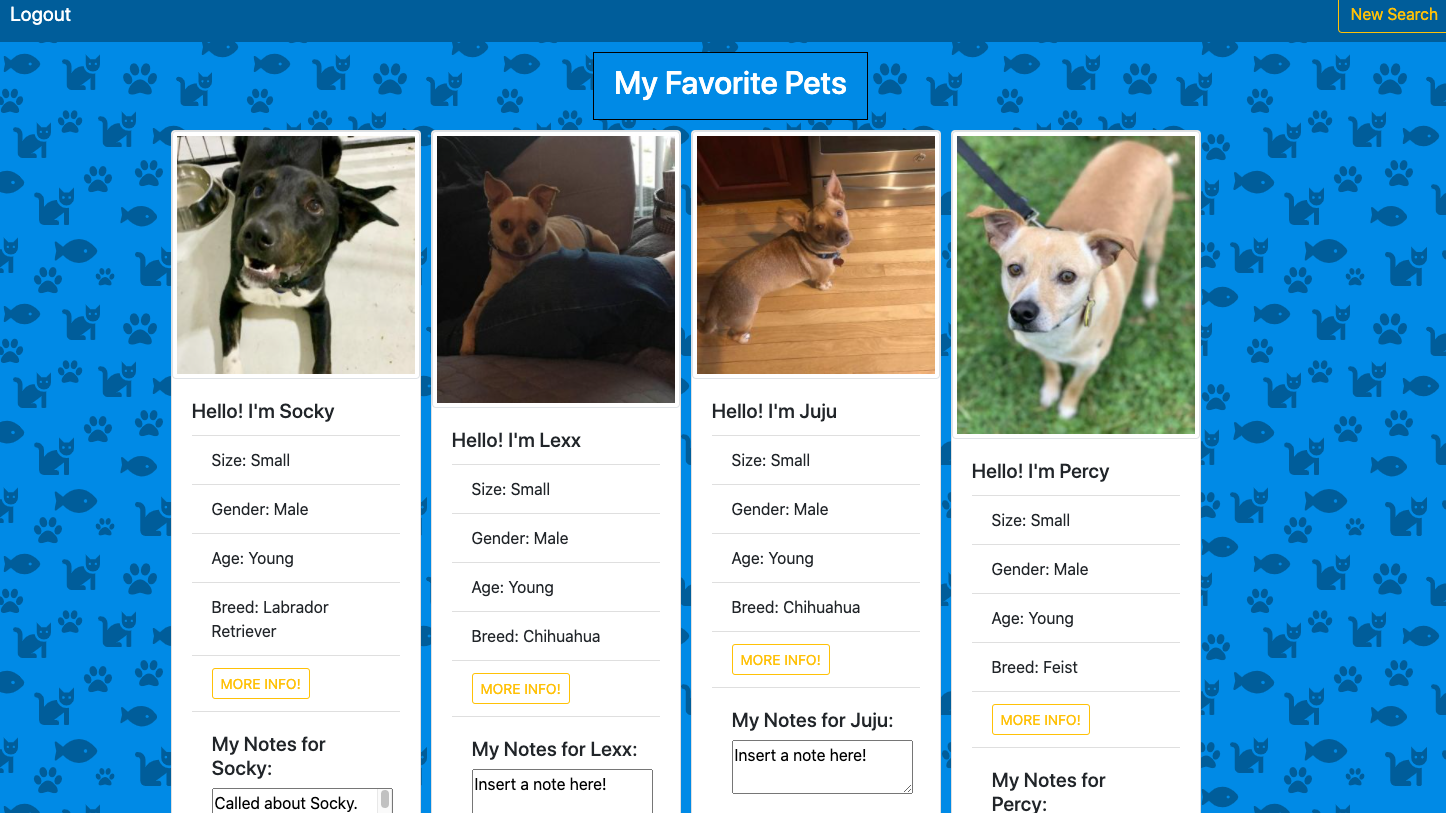 Logout
New Search
My Favorite Pets
Hello! I'm Socky
Size: Small
Gender: Male
Age: Young
Breed: Labrador
Retriever
MORE INFO!
My Notes for
Socky:
Called about Socky.
Hello! I'm Lexx
Size: Small
Gender: Male
Age: Young
Breed: Chihuahua
MORE INFO!
My Notes for Lexx:
Insert a note here!
Hello! I'm Juju
Size: Small
Gender: Male
Age: Young
Breed: Chihuahua
MORE INFO!
My Notes for Juju:
Insert a note here!
Hello! I'm Percy
Size: Small
Gender: Male
Age: Young
Breed: Feist
MORE INFO!
My Notes for
Percy: